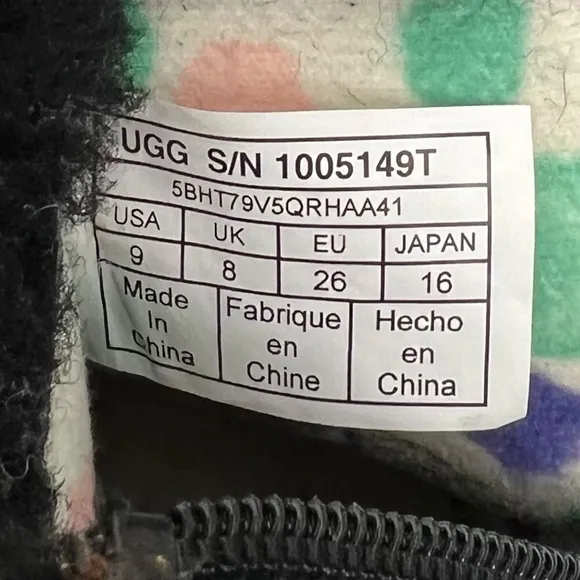 UGG S/N 1005149T
5BHT79V5QRHAA41
USA UK EU JAPAN
9 8 26 16
Made Fabrique Hecho
In en en
China Chine China